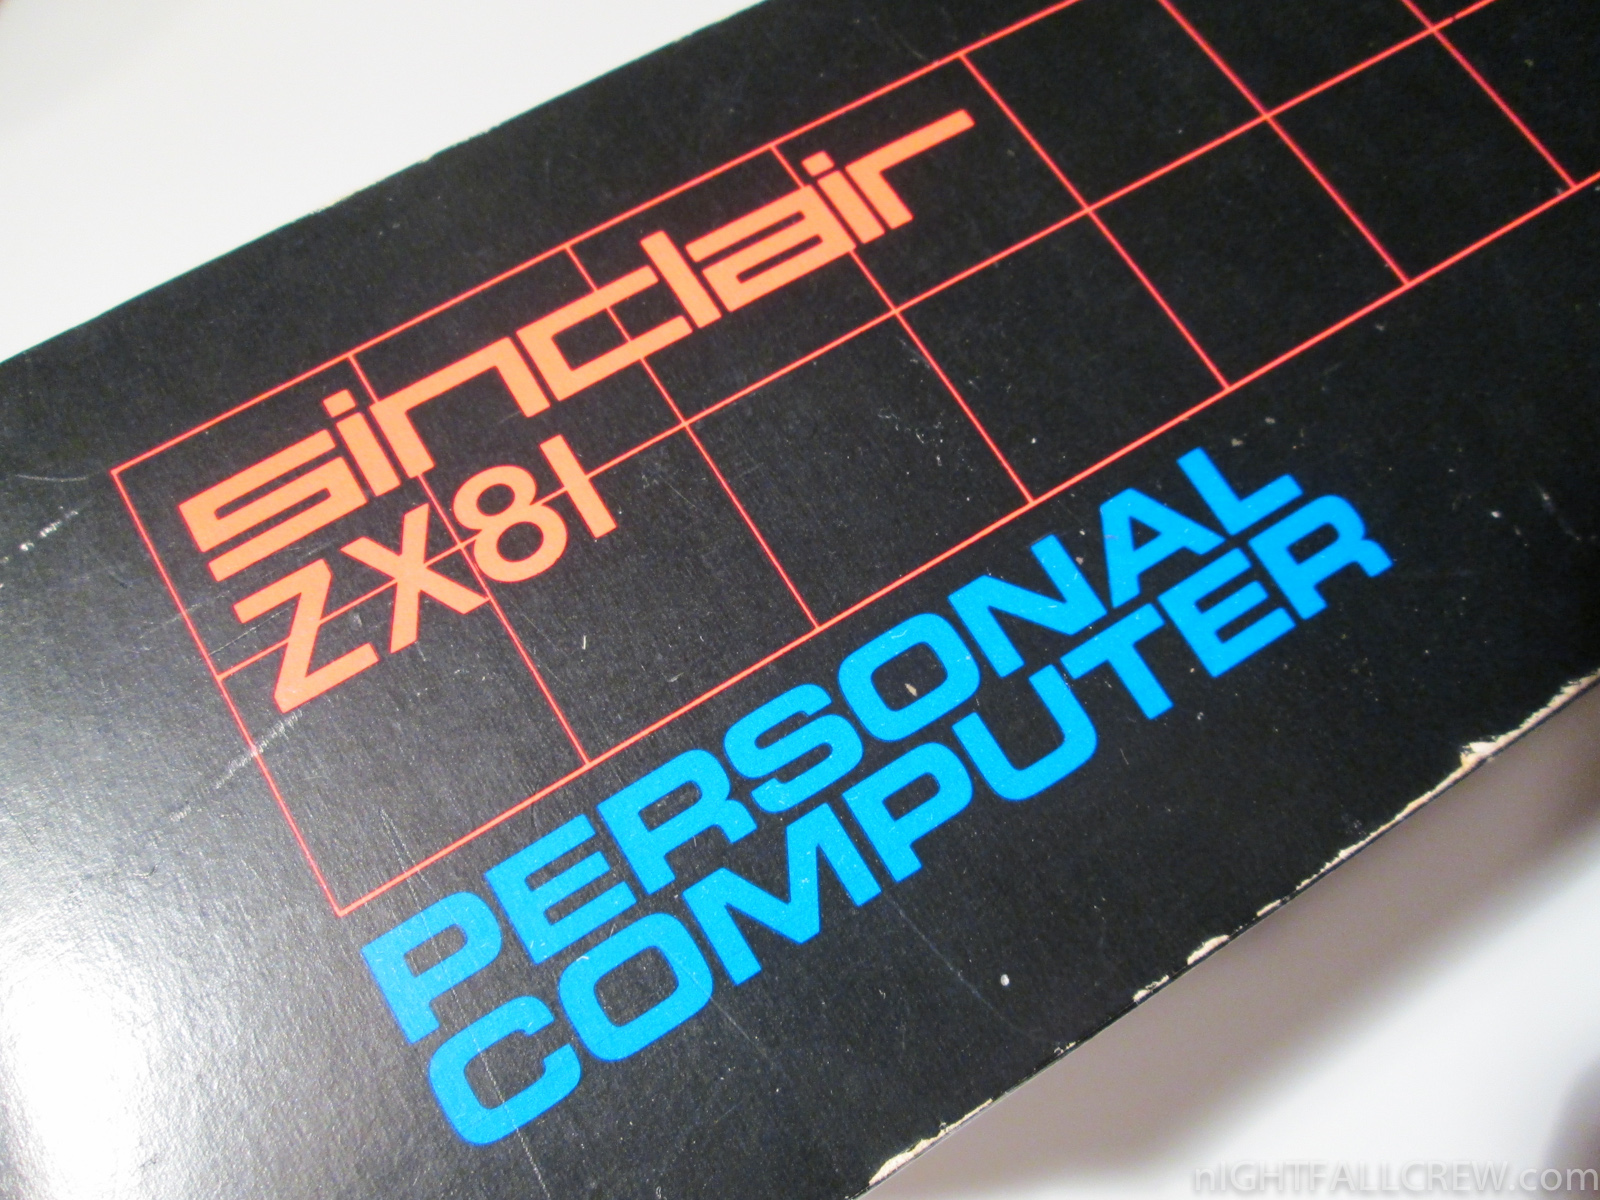 sinclair
ZX81
PERSONAL
COMPUTER
nIGHTFALLCREW.com